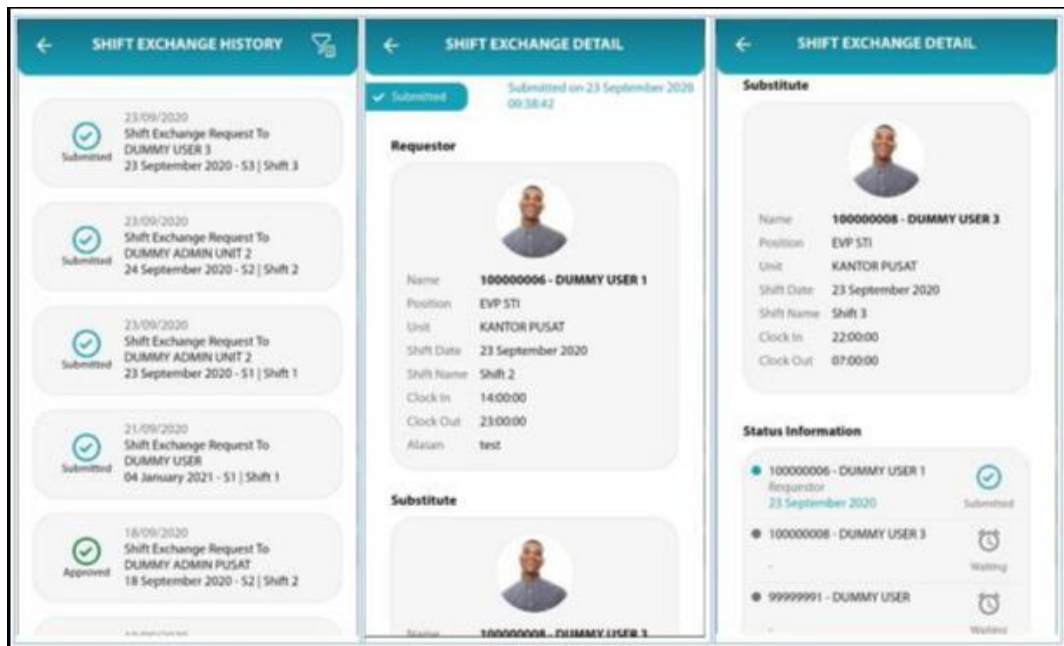 SHIFT EXCHANGE HISTORY
23/09/2020
Shift Exchange Request To
DUMMY USER 3
23 September 2020 - S3 | Shift 3
Submitted
23/09/2020
Shift Exchange Request To
DUMMY ADMIN UNIT 2
24 September 2020 - S2 | Shift 2
Submitted
23/09/2020
Shift Exchange Request To
DUMMY ADMIN UNIT 2
23 September 2020 - S1 | Shift 1
Submitted
21/09/2020
Shift Exchange Request To
DUMMY USER
04 January 2021 - S1 | Shift 1
Submitted
18/09/2020
Shift Exchange Request To
DUMMY ADMIN PUSAT
18 September 2020 - S2 | Shift 2
Approved
SHIFT EXCHANGE DETAIL
Submitted
Submitted on 23 September 2020
00:38:42
Requestor
Name 100000006 - DUMMY USER 1
Position EVP STI
Unit KANTOR PUSAT
Shift Date 23 September 2020
Shift Name Shift 2
Clock In 14:00:00
Clock Out 23:00:00
Alasan test
Substitute
Name 100000008 - DUMMY USER 3
SHIFT EXCHANGE DETAIL
Substitute
Name 100000008 - DUMMY USER 3
Position EVP STI
Unit KANTOR PUSAT
Shift Date 23 September 2020
Shift Name Shift 3
Clock In 22:00:00
Clock Out 07:00:00
Status Information
100000006 - DUMMY USER 1
Requestor
23 September 2020
Submitted
100000008 - DUMMY USER 3
-
Waiting
99999991 - DUMMY USER
-
Waiting